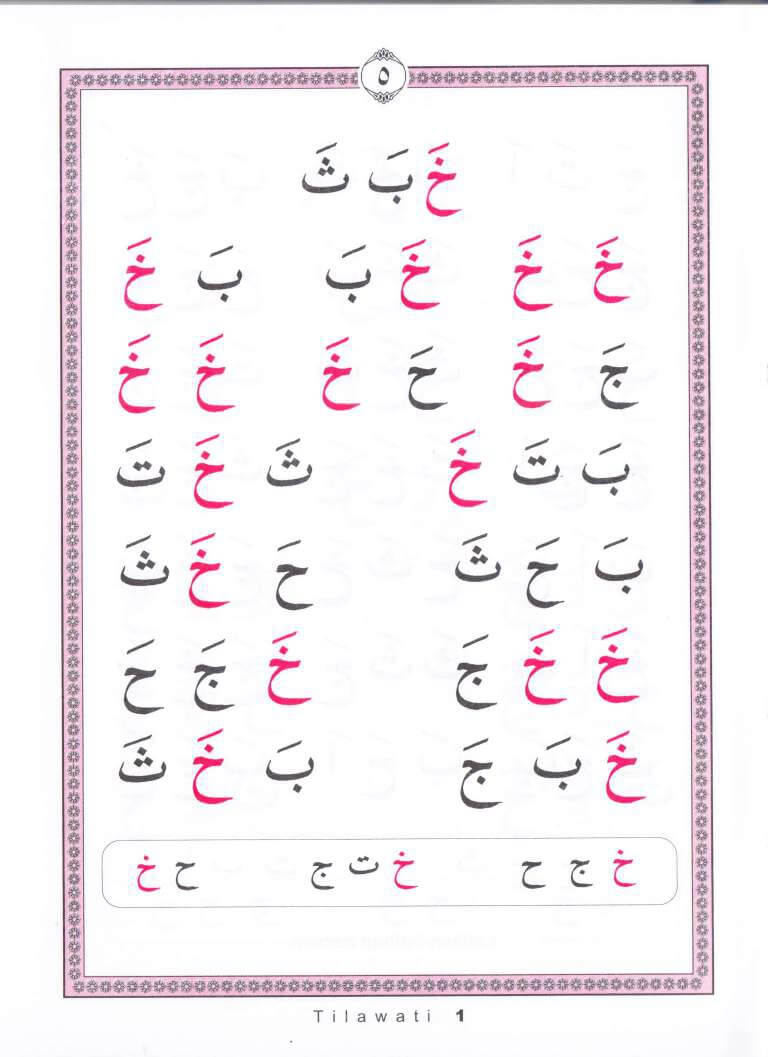 ٥
خَ بَ ثَ
خَ خَ خَ بَ بَ خَ
جَ خَ حَ خَ خَ خَ
بَ تَ خَ ثَ خَ تَ
بَ حَ ثَ حَ خَ ثَ
خَ خَ جَ خَ جَ حَ
خَ بَ جَ بَ خَ ثَ
خ ج ح خ ت ج ح خ
Tilawati 1